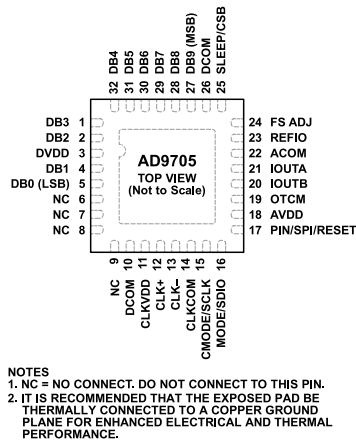 32 DB4
31 DB5
30 DB6
29 DB7
28 DB8
27 DB9 (MSB)
26 DCOM
25 SLEEP/CSB
DB3 1
DB2 2
DVDD 3
DB1 4
DB0 (LSB) 5
NC 6
NC 7
NC 8
AD9705
TOP VIEW
(Not to Scale)
24 FS ADJ
23 REFIO
22 ACOM
21 IOUTA
20 IOUTB
19 OTCM
18 AVDD
17 PIN/SPI/RESET
NC 9
DCOM 10
CLKVDD 11
CLK+ 12
CLK– 13
CLKCOM 14
CMODE/SCLK 15
MODE/SDIO 16
NOTES
1. NC = NO CONNECT. DO NOT CONNECT TO THIS PIN.
2. IT IS RECOMMENDED THAT THE EXPOSED PAD BE
THERMALLY CONNECTED TO A COPPER GROUND
PLANE FOR ENHANCED ELECTRICAL AND THERMAL
PERFORMANCE.